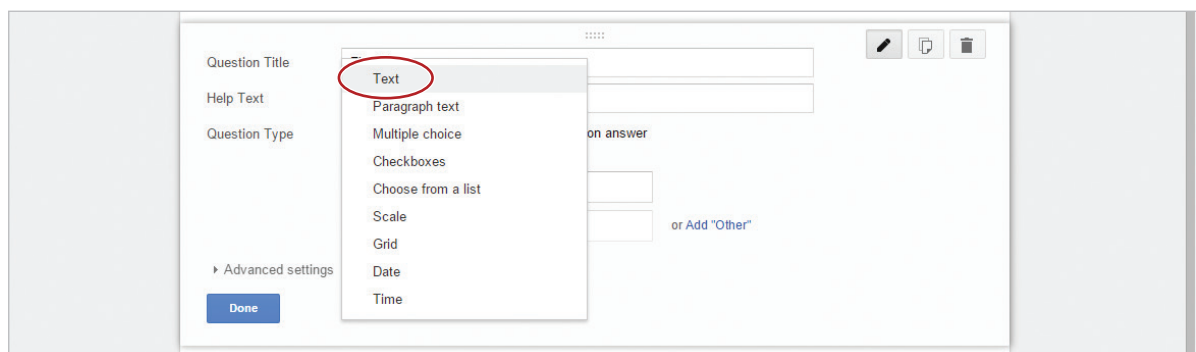 Question Title
Text
Help Text
Paragraph text
Question Type
Multiple choice
on answer
Checkboxes
Choose from a list
Scale
or Add "Other"
Grid
Advanced settings
Date
Time
Done